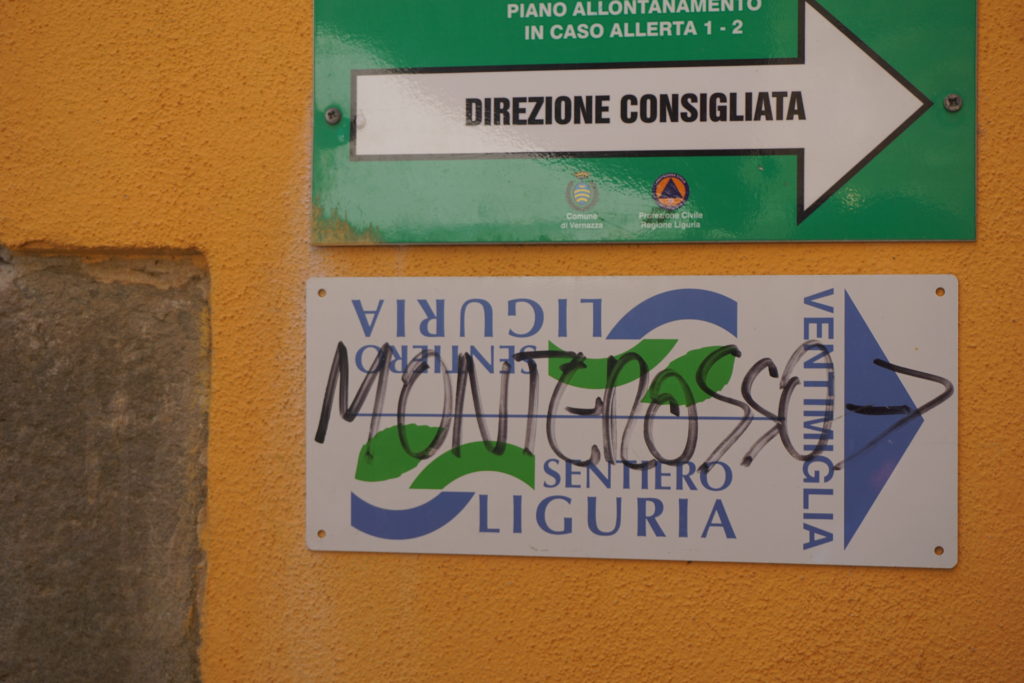 PIANO ALLONTANAMENTO
IN CASO ALLERTA 1 - 2
DIREZIONE CONSIGLIATA
Comune
di Vernazza
Protezione Civile
Regione Liguria
SENTIERO
LIGURIA
MONTEROSSO →
SENTIERO
LIGURIA
VENTIMIGLIA